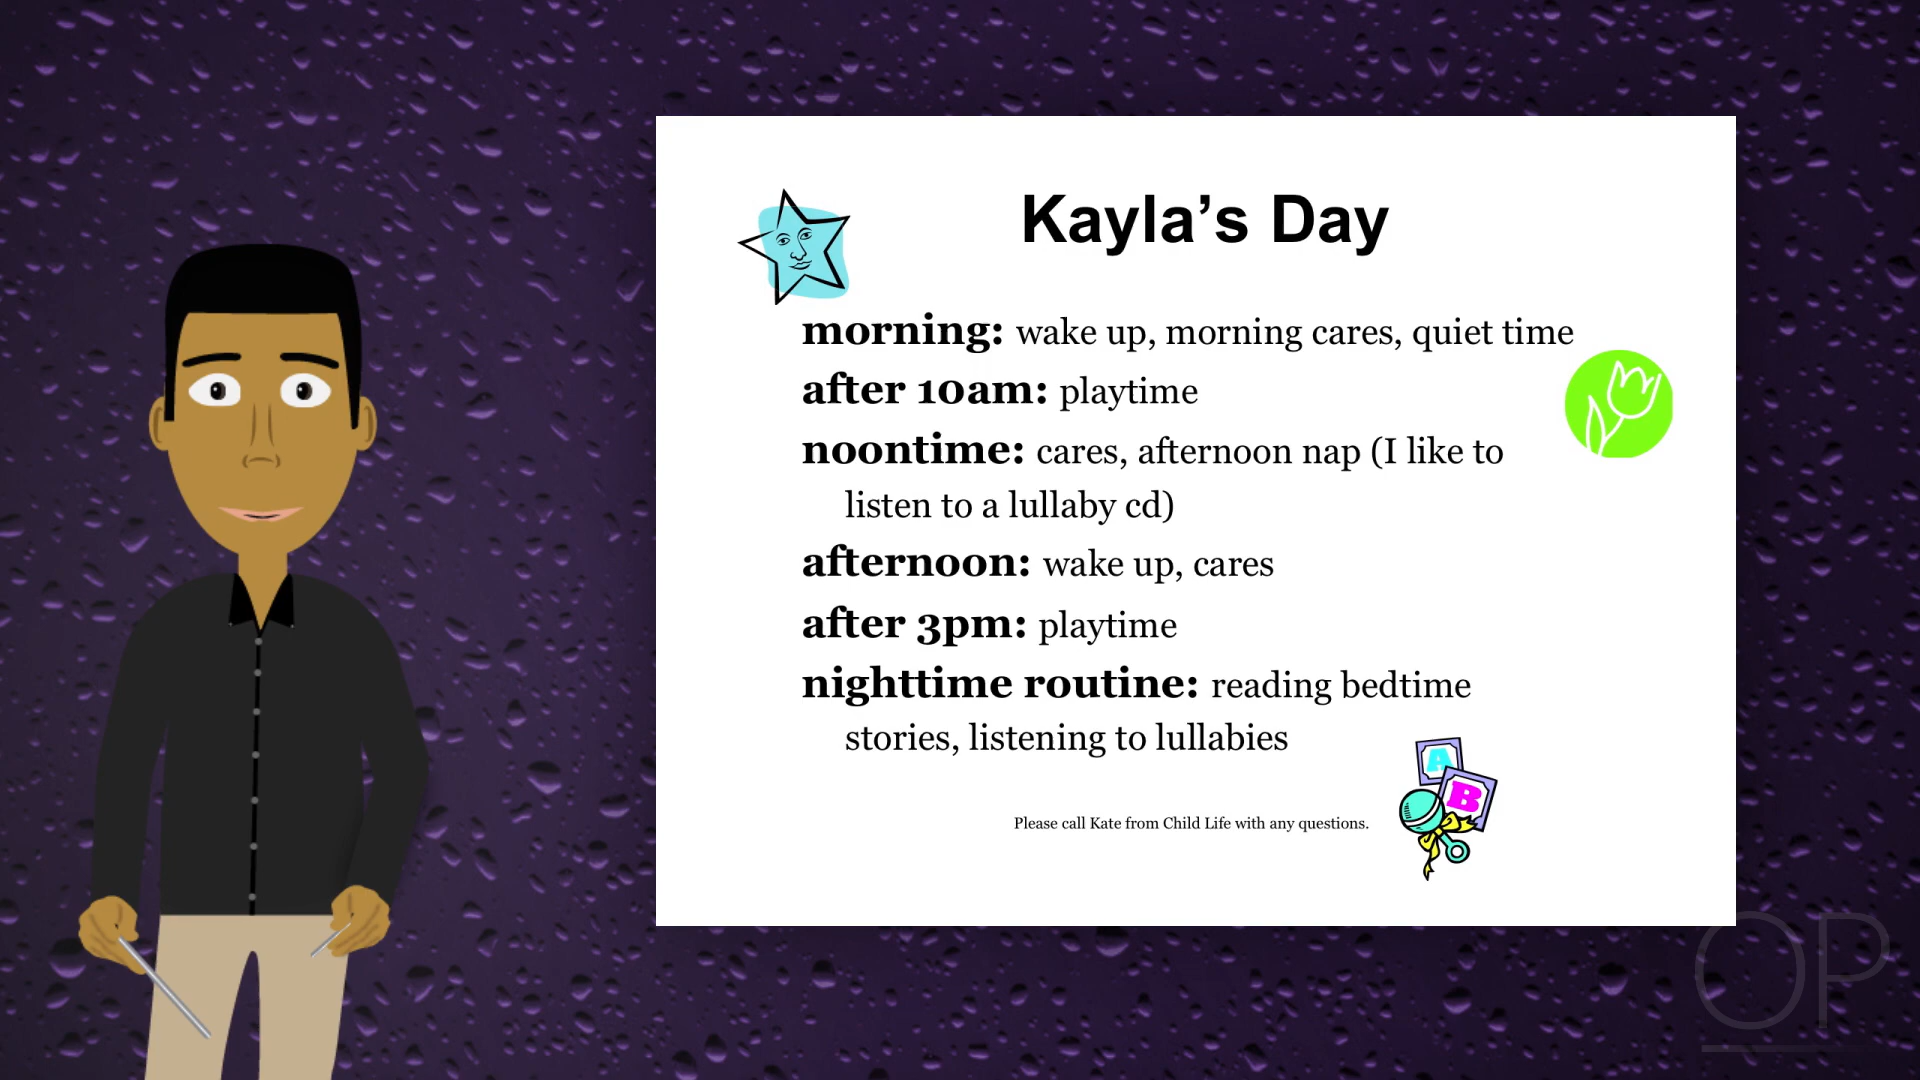 Kayla’s Day
morning: wake up, morning cares, quiet time
after 10am: playtime
noontime: cares, afternoon nap (I like to
listen to a lullaby cd)
afternoon: wake up, cares
after 3pm: playtime
nighttime routine: reading bedtime
stories, listening to lullabies
A
B
Please call Kate from Child Life with any questions.
OP